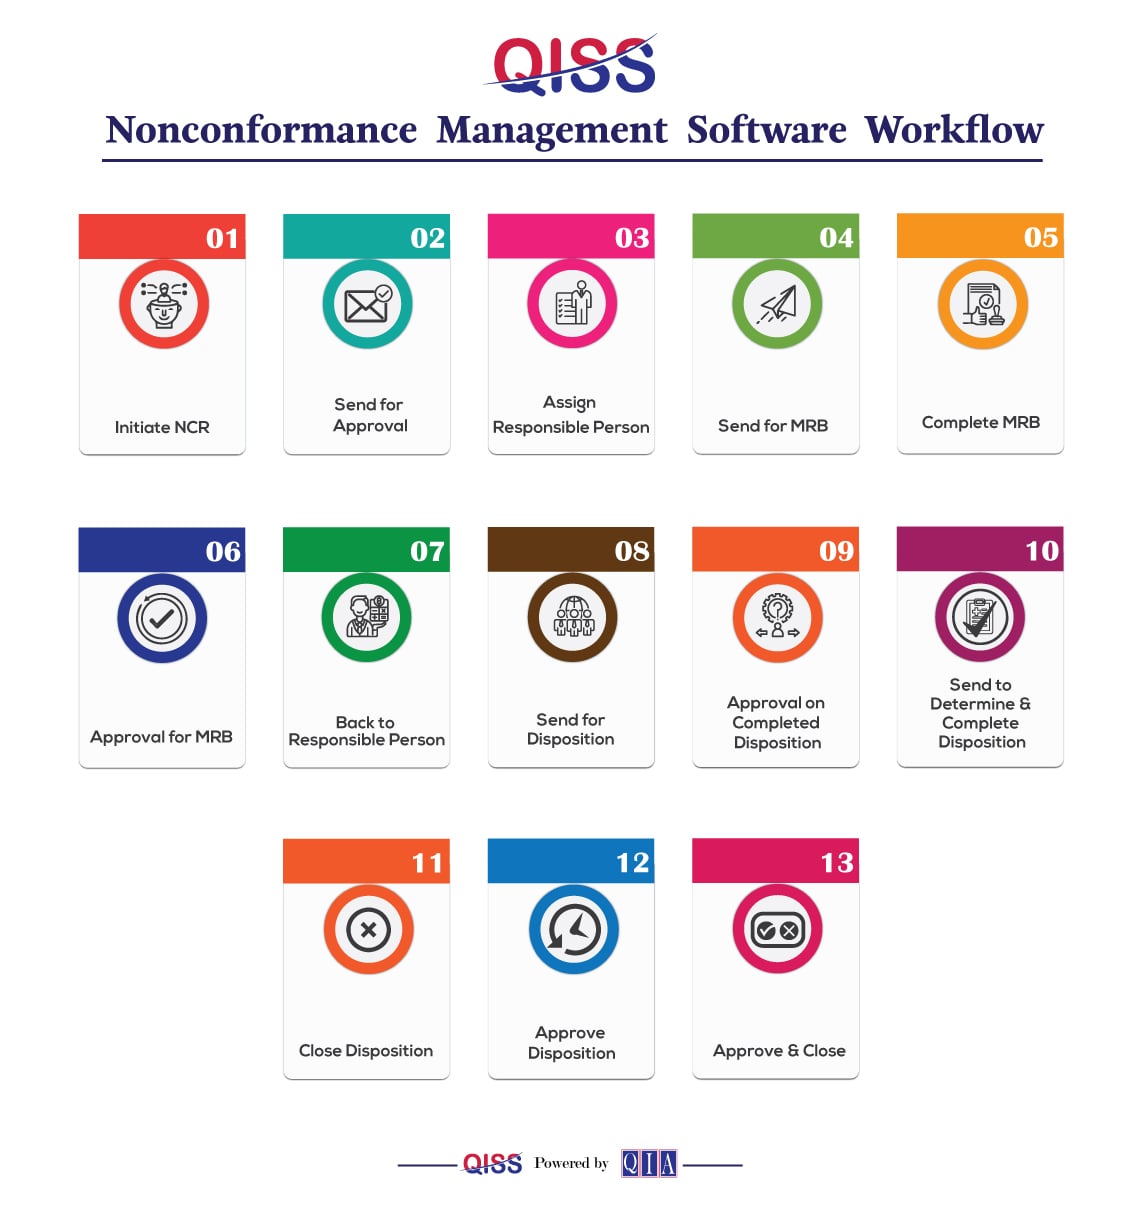 QISS
Nonconformance Management Software Workflow
01
Initiate NCR
02
Send for
Approval
03
Assign
Responsible Person
04
Send for MRB
05
Complete MRB
06
Approval for MRB
07
Back to
Responsible Person
08
Send for
Disposition
09
Approval on
Completed
Disposition
10
Send to
Determine &
Complete
Disposition
11
Close Disposition
12
Approve
Disposition
13
Approve & Close
QISS Powered by QIA